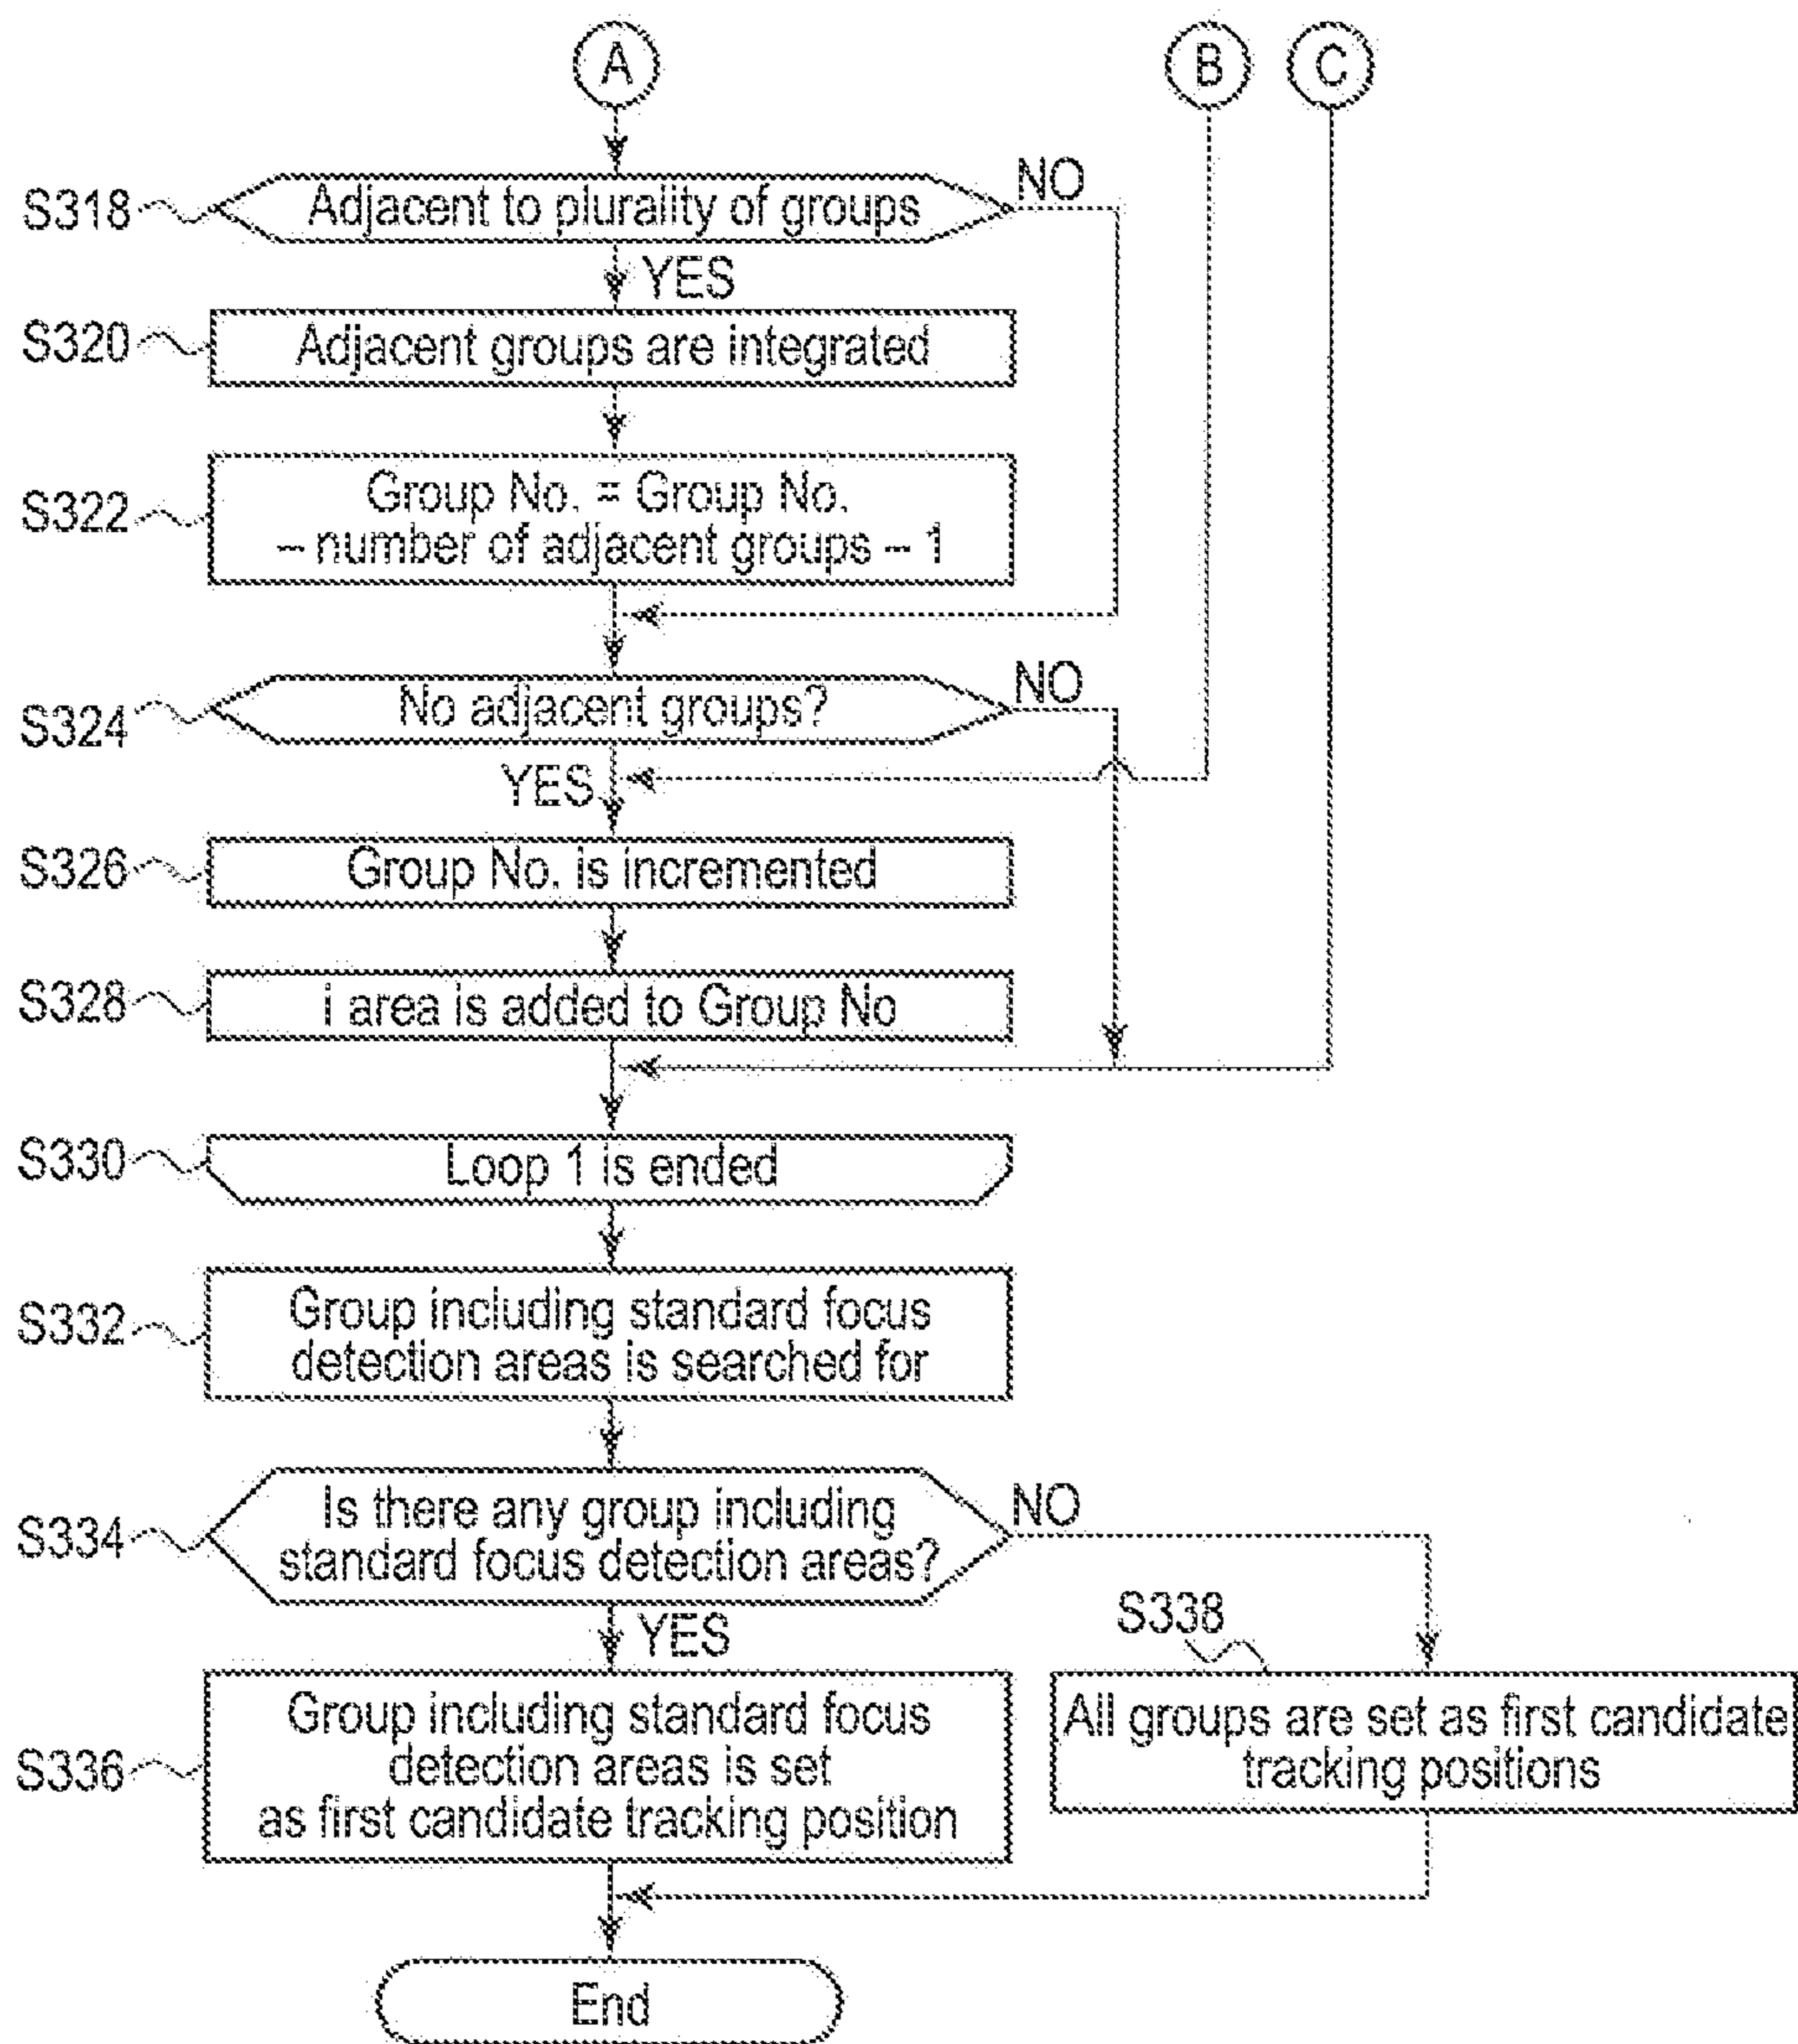 A
B
C
S318
Adjacent to plurality of groups
NO
YES
S320
Adjacent groups are integrated
S322
Group No. = Group No.
– number of adjacent groups – 1
S324
No adjacent groups?
NO
YES
S326
Group No. is incremented
S328
i area is added to Group No
S330
Loop 1 is ended
S332
Group including standard focus
detection areas is searched for
S334
Is there any group including
standard focus detection areas?
NO
YES
S338
S336
Group including standard focus
detection areas is set
as first candidate tracking position
All groups are set as first candidate
tracking positions
End